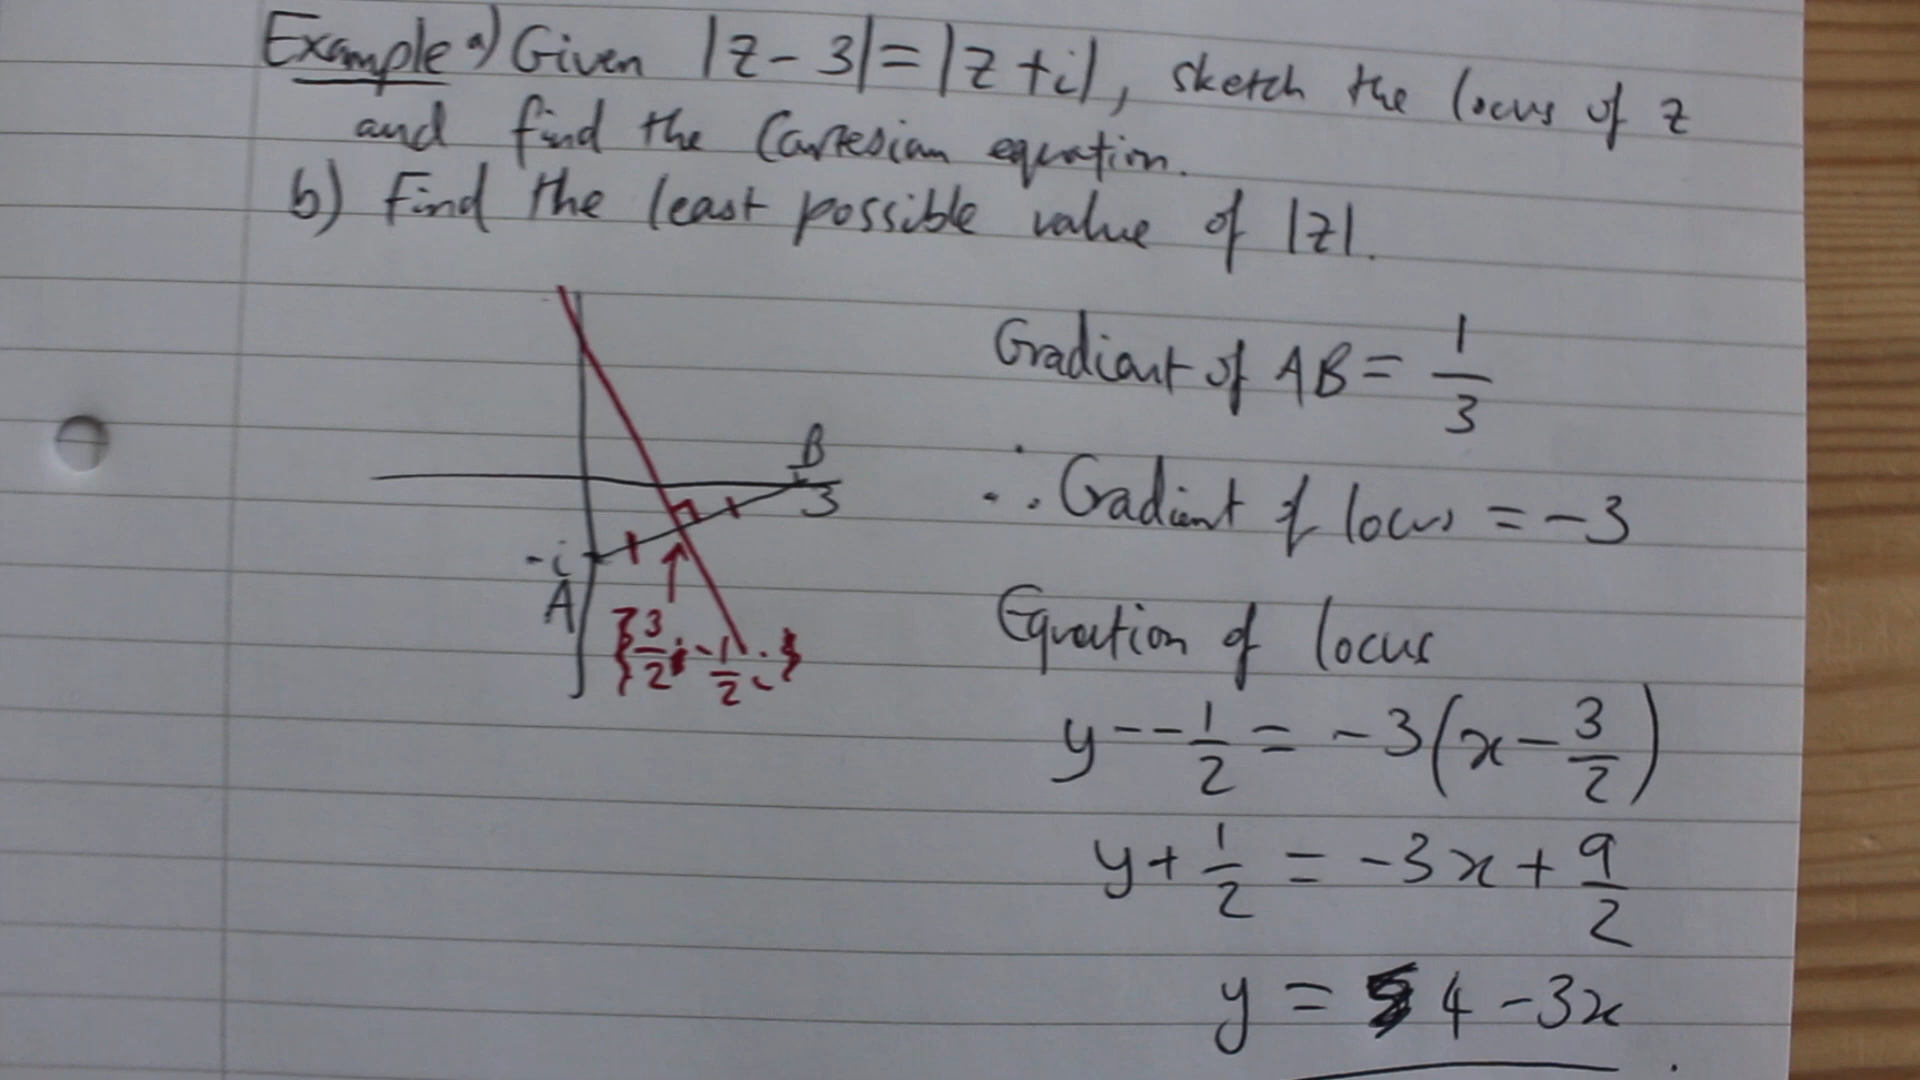 Example a) Given |z - 3| = |z + i|, sketch the locus of z
and find the Cartesian equation.
b) Find the least possible value of |z|.
B
3
-i
A
{3/2, -1/2 i}
Gradient of AB = 1/3
∴ Gradient of locus = -3
Equation of locus
y - - 1/2 = -3(x - 3/2)
y + 1/2 = -3x + 9/2
y = 4 - 3x